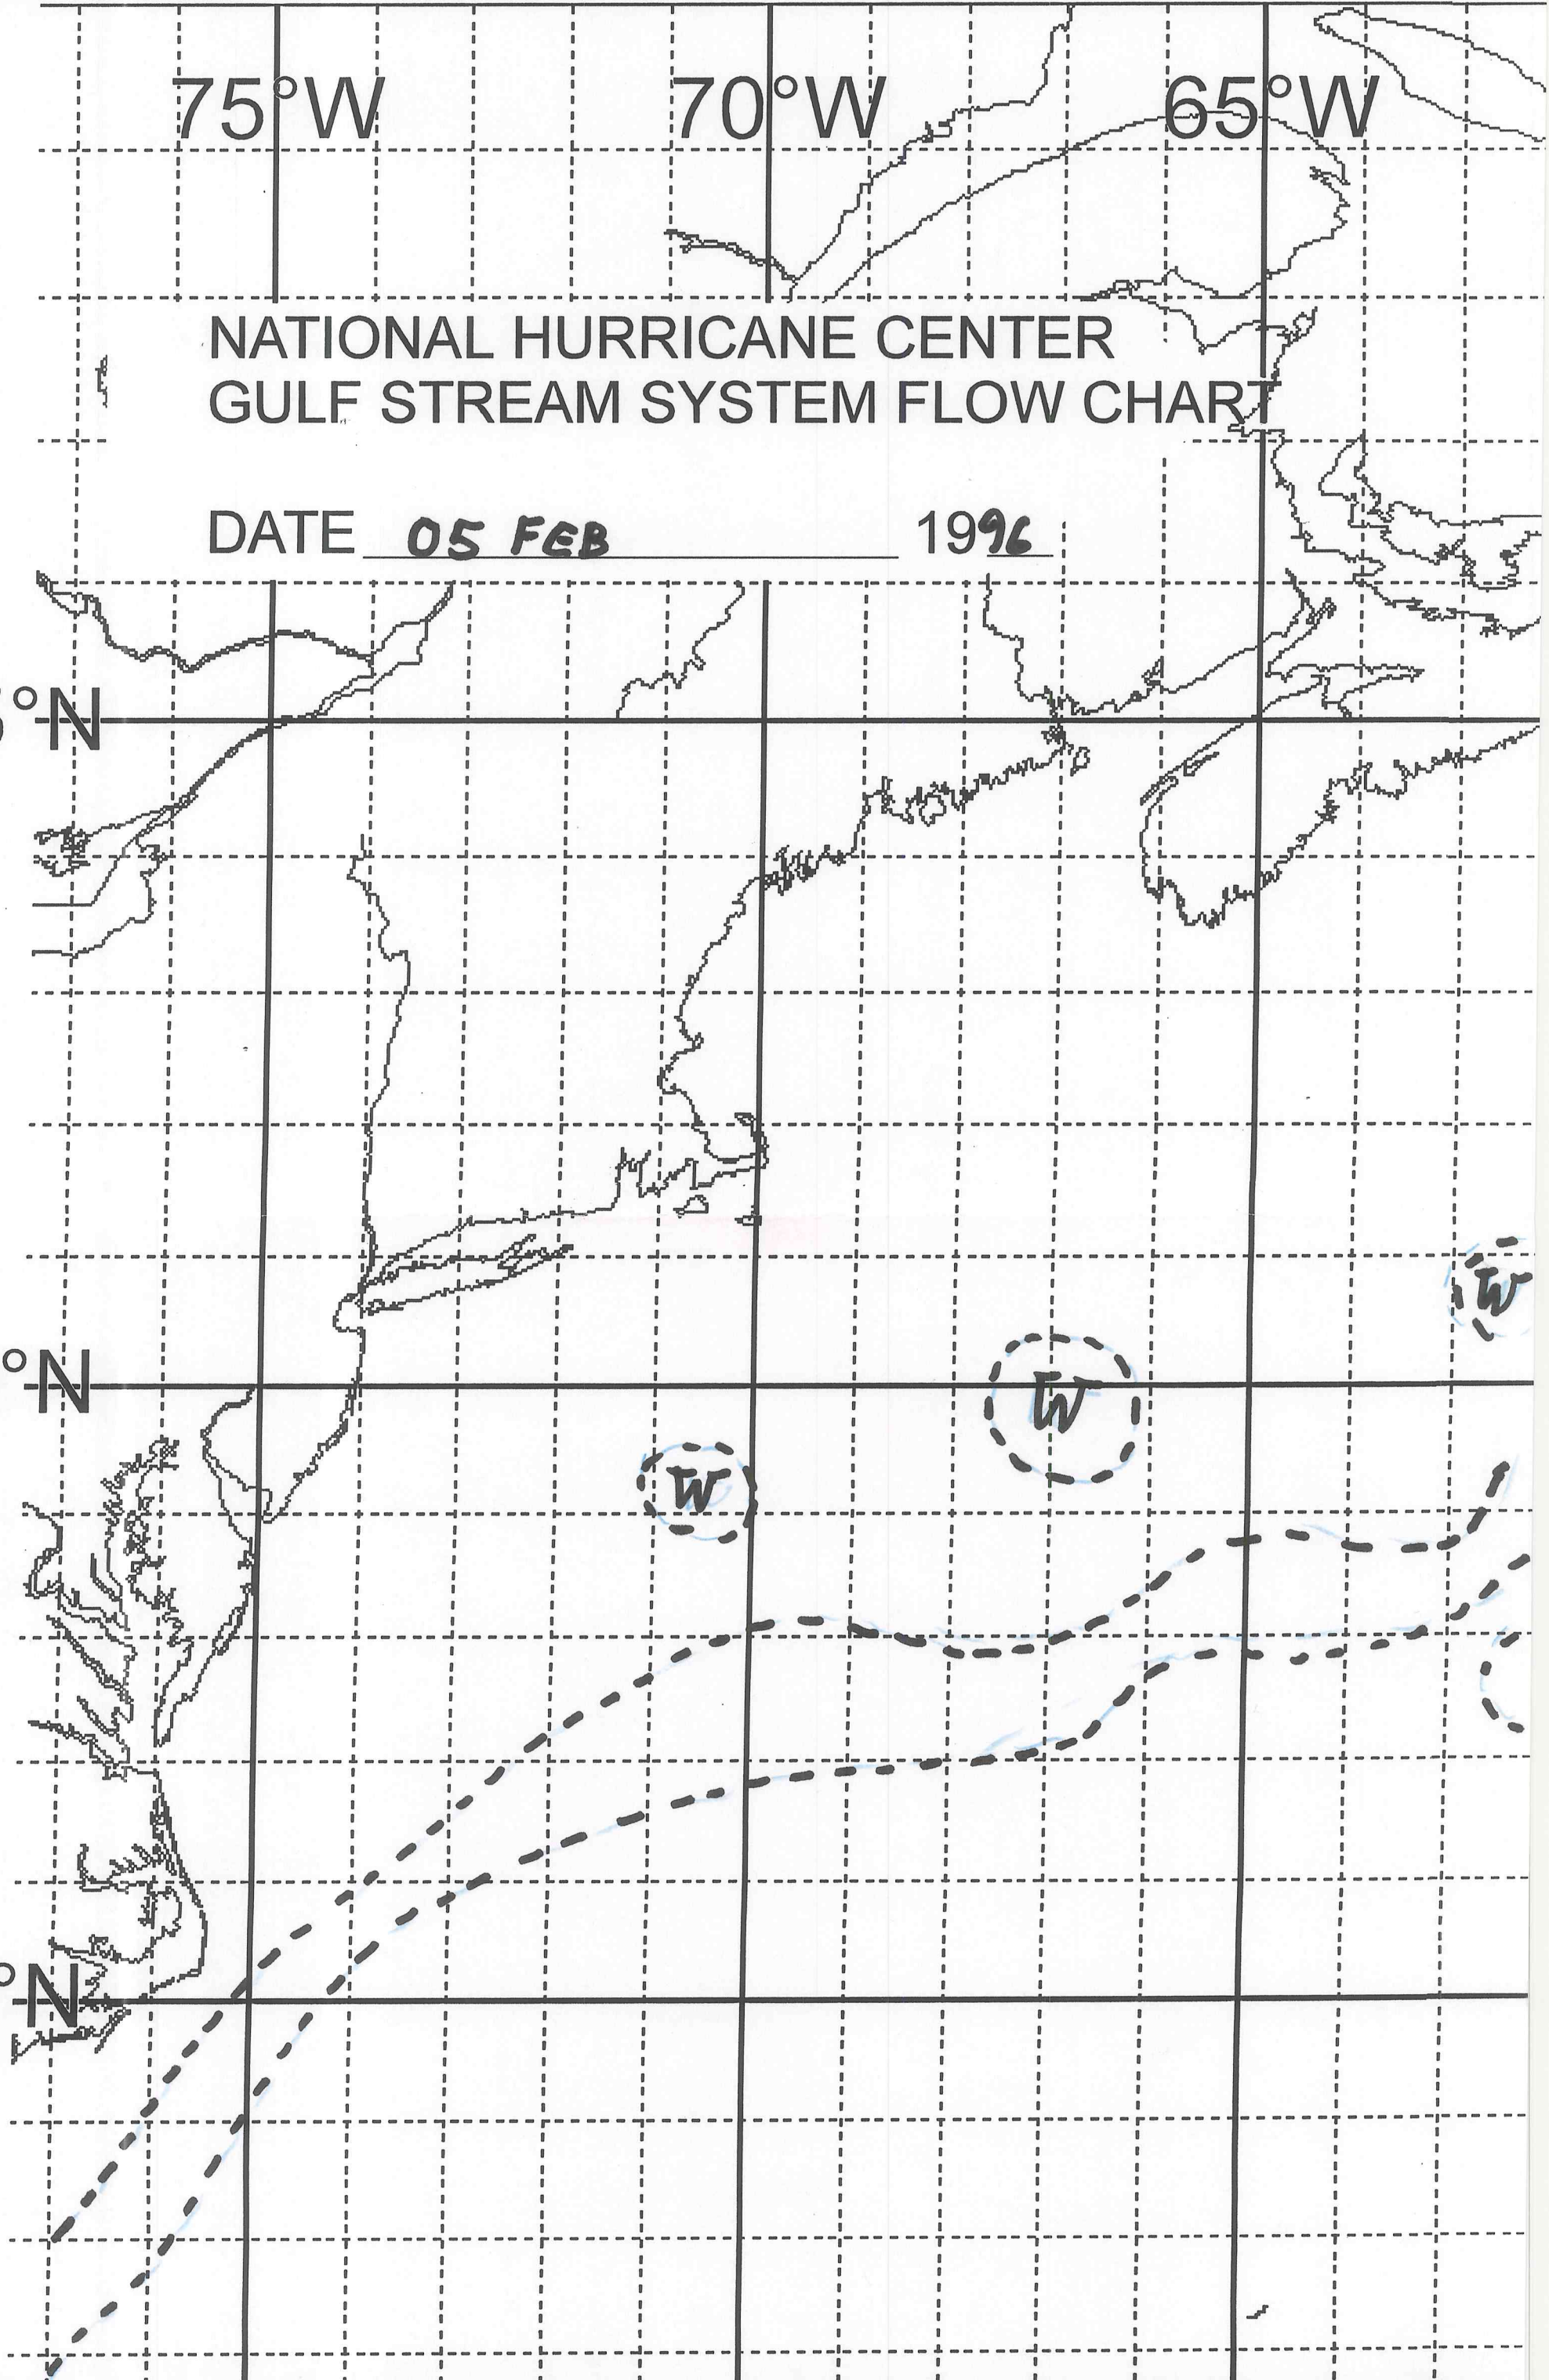 75°W 70°W 65°W
NATIONAL HURRICANE CENTER
GULF STREAM SYSTEM FLOW CHART
DATE 05 FEB 1996
°N
W
°N
W
W
°N